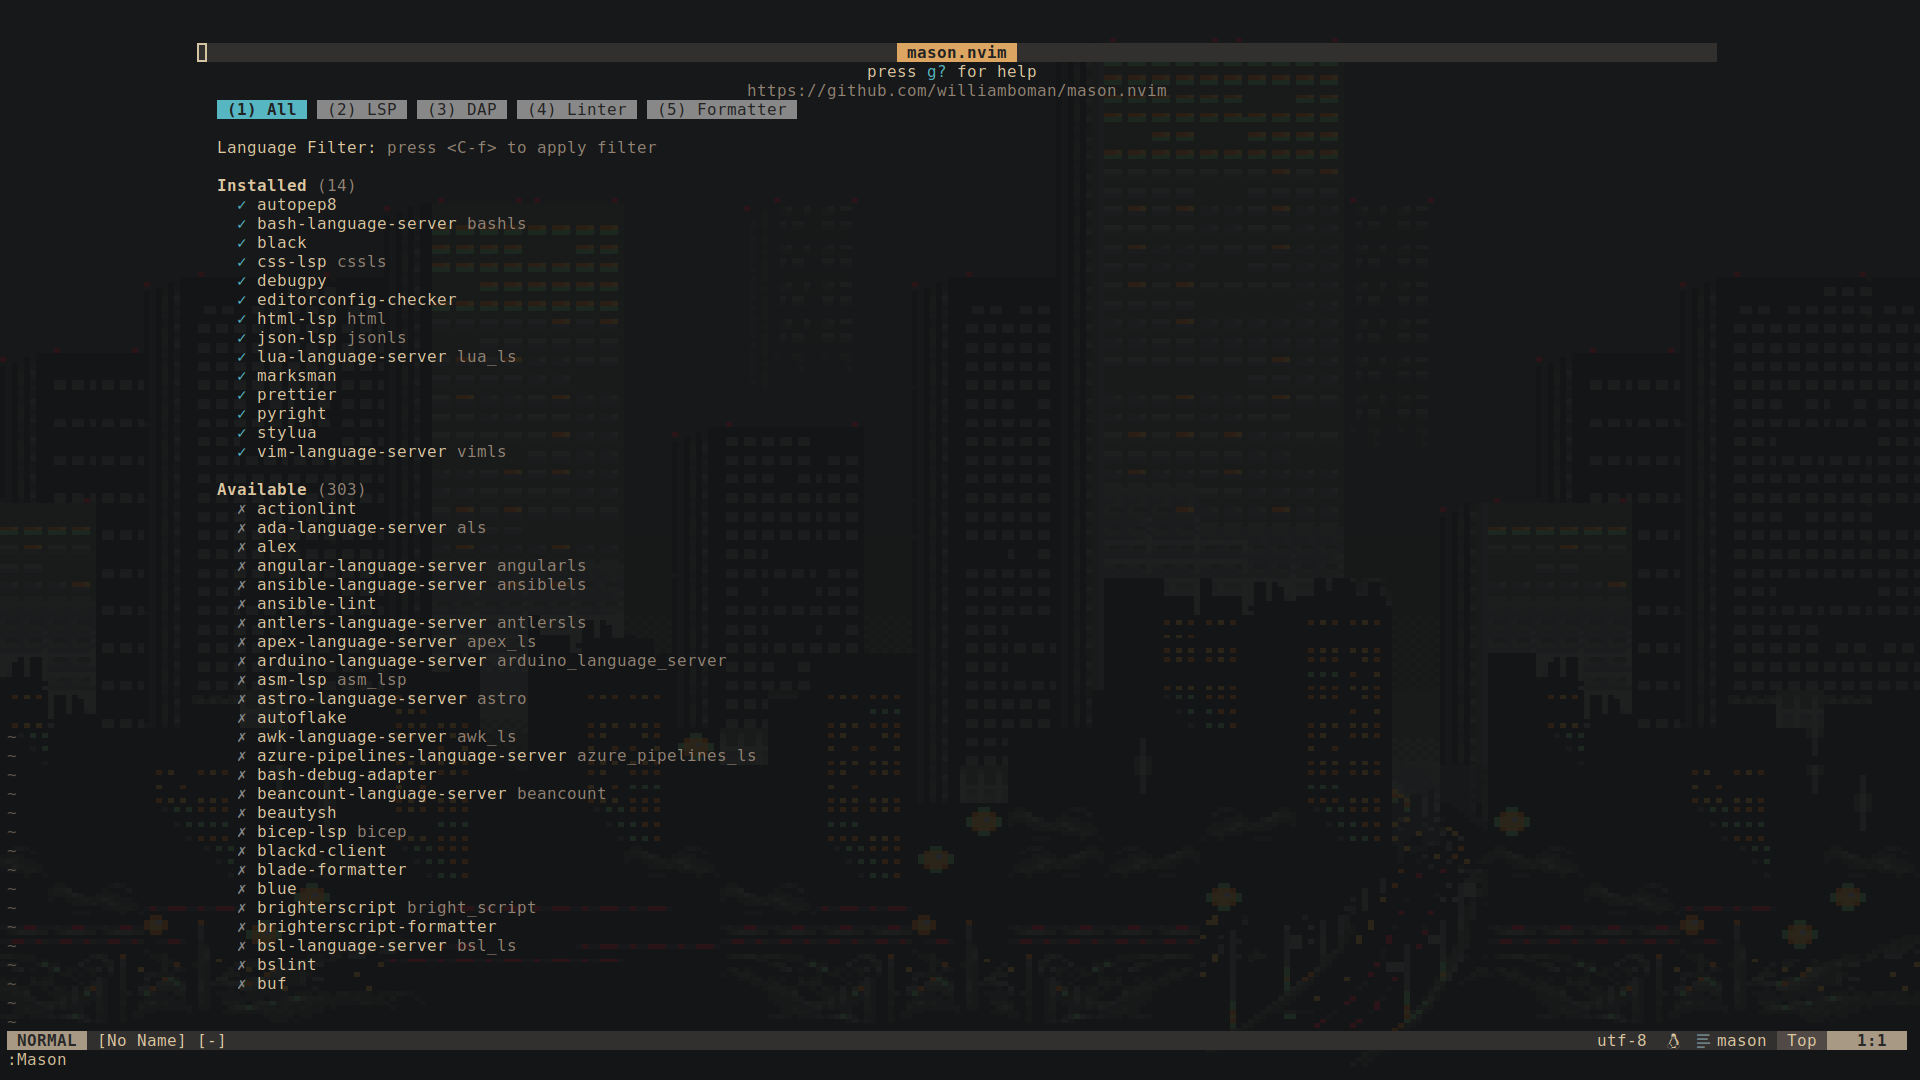 mason.nvim
press g? for help
https://github.com/williamboman/mason.nvim
(1) All (2) LSP (3) DAP (4) Linter (5) Formatter
Language Filter: press <C-f> to apply filter
Installed (14)
✓ autopep8
✓ bash-language-server bashls
✓ black
✓ css-lsp cssls
✓ debugpy
✓ editorconfig-checker
✓ html-lsp html
✓ json-lsp jsonls
✓ lua-language-server lua_ls
✓ marksman
✓ prettier
✓ pyright
✓ stylua
✓ vim-language-server vimls
Available (303)
✗ actionlint
✗ ada-language-server als
✗ alex
✗ angular-language-server angularls
✗ ansible-language-server ansiblels
✗ ansible-lint
✗ antlers-language-server antlersls
✗ apex-language-server apex_ls
✗ arduino-language-server arduino_language_server
✗ asm-lsp asm_lsp
✗ astro-language-server astro
✗ autoflake
~ ✗ awk-language-server awk_ls
~ ✗ azure-pipelines-language-server azure_pipelines_ls
~ ✗ bash-debug-adapter
~ ✗ beancount-language-server beancount
~ ✗ beautysh
~ ✗ bicep-lsp bicep
~ ✗ blackd-client
~ ✗ blade-formatter
~ ✗ blue
~ ✗ brighterscript bright_script
~ ✗ brighterscript-formatter
~ ✗ bsl-language-server bsl_ls
~ ✗ bslint
~ ✗ buf
~
~
NORMAL [No Name] [-] utf-8 mason Top 1:1
:Mason